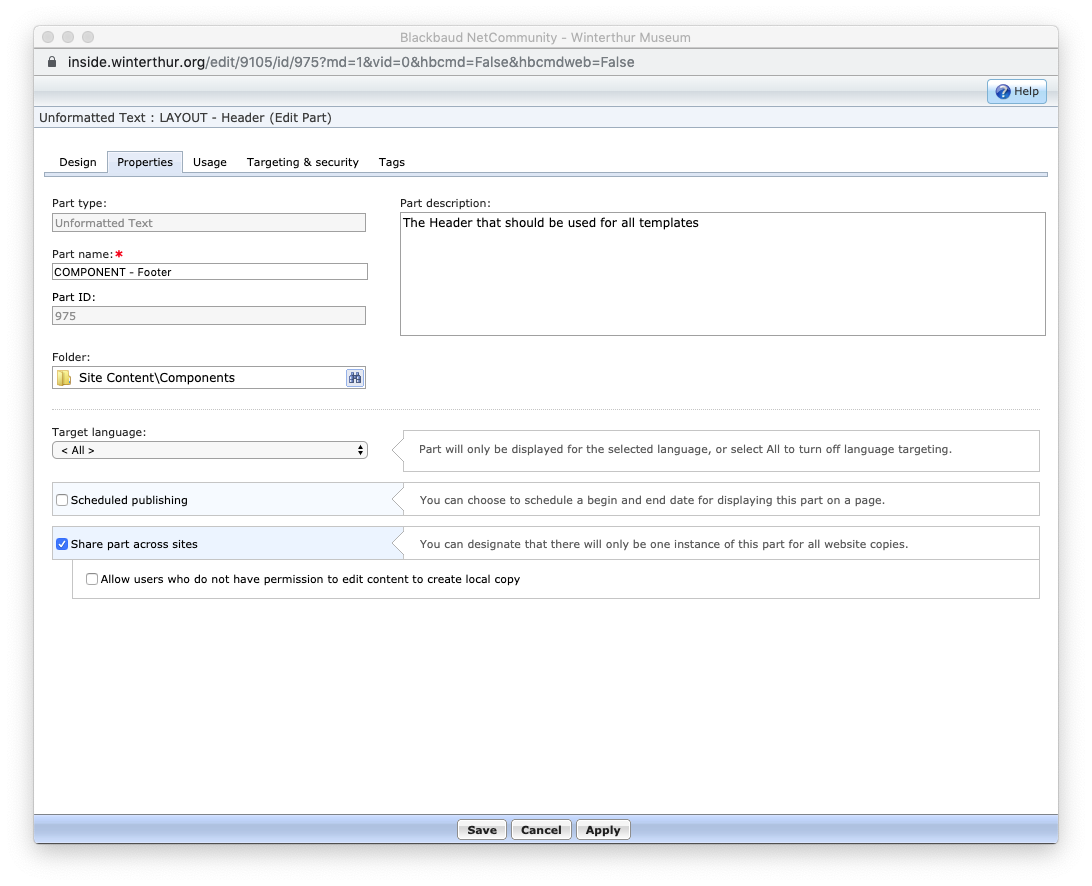 Blackbaud NetCommunity - Winterthur Museum
inside.winterthur.org/edit/9105/id/975?md=1&vid=0&hbcmd=False&hbcmdweb=False
Help
Unformatted Text : LAYOUT - Header (Edit Part)
Design Properties Usage Targeting & security Tags
Part type:
Unformatted Text
Part name:*
COMPONENT - Footer
Part ID:
975
Folder:
Site Content\Components
Part description:
The Header that should be used for all templates
Target language:
< All >
Part will only be displayed for the selected language, or select All to turn off language targeting.
Scheduled publishing
You can choose to schedule a begin and end date for displaying this part on a page.
Share part across sites
You can designate that there will only be one instance of this part for all website copies.
Allow users who do not have permission to edit content to create local copy
Save Cancel Apply